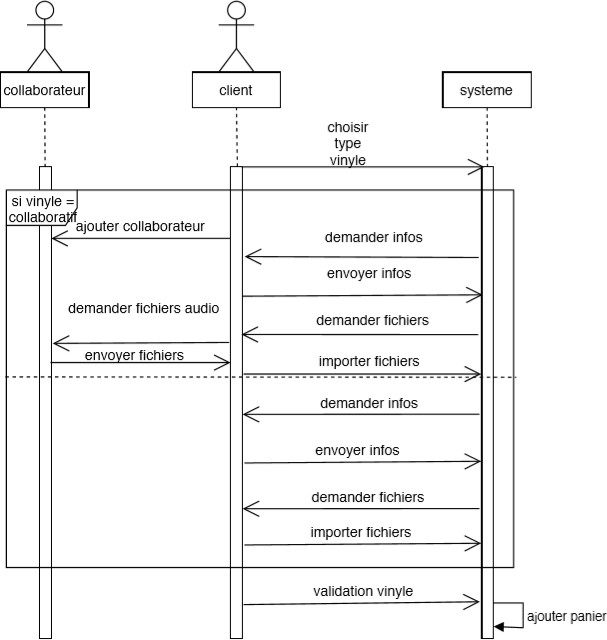 collaborateur
client
systeme
choisir
type
vinyle
si vinyle =
collaboratif
ajouter collaborateur
demander infos
envoyer infos
demander fichiers audio
demander fichiers
envoyer fichiers
importer fichiers
demander infos
envoyer infos
demander fichiers
importer fichiers
validation vinyle
ajouter panier